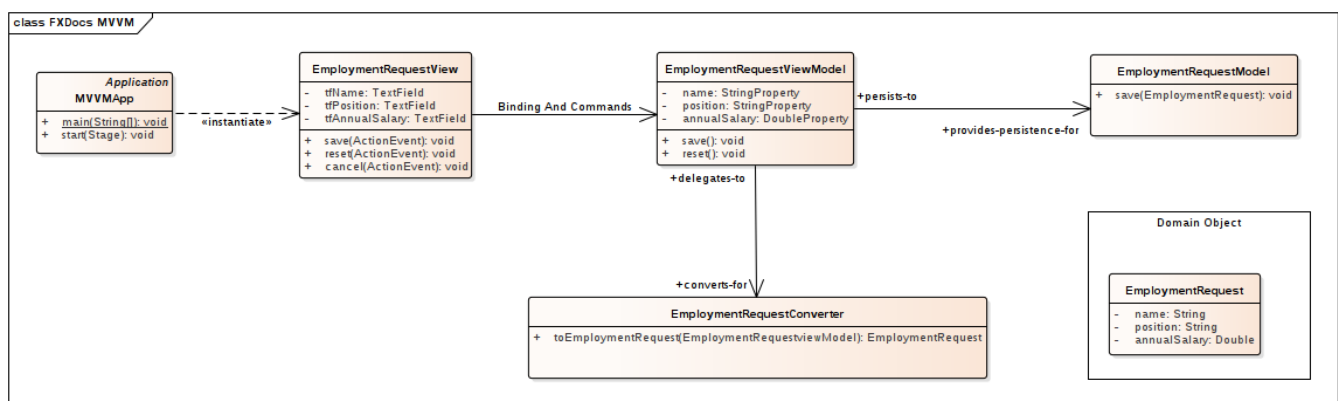 class FXDocs MVVM
Application
MVVMApp
+ main(String[]): void
+ start(Stage): void
«instantiate»
EmploymentRequestView
- tfName: TextField
- tfPosition: TextField
- tfAnnualSalary: TextField
+ save(ActionEvent): void
+ reset(ActionEvent): void
+ cancel(ActionEvent): void
Binding And Commands
EmploymentRequestViewModel
- name: StringProperty
- position: StringProperty
- annualSalary: DoubleProperty
+ save(): void
+ reset(): void
+persists-to
+provides-persistence-for
EmploymentRequestModel
+ save(EmploymentRequest): void
+delegates-to
+converts-for
EmploymentRequestConverter
+ toEmploymentRequest(EmploymentRequestviewModel): EmploymentRequest
Domain Object
EmploymentRequest
- name: String
- position: String
- annualSalary: Double